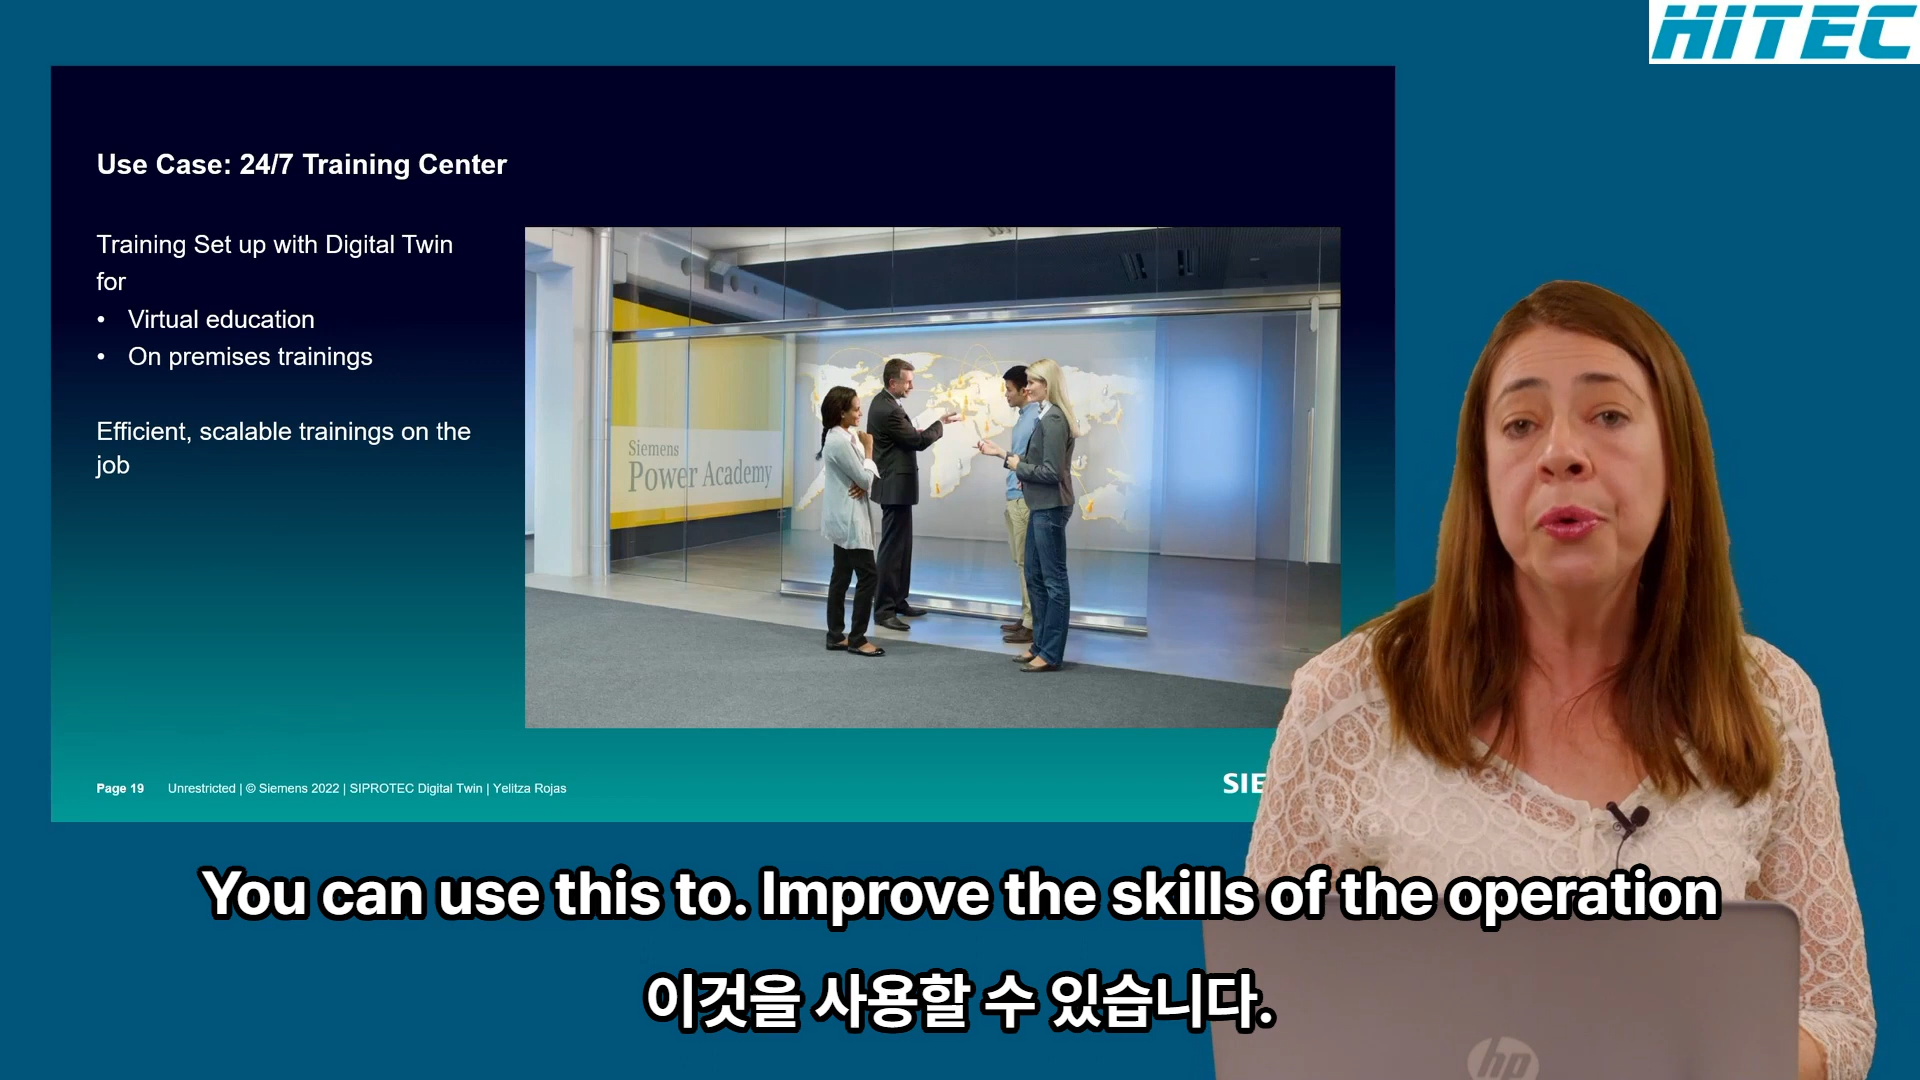 HITEC
Use Case: 24/7 Training Center
Training Set up with Digital Twin
for
• Virtual education
• On premises trainings
Efficient, scalable trainings on the
job
Siemens
Power Academy
Page 19 Unrestricted | © Siemens 2022 | SIPROTEC Digital Twin | Yelitza Rojas
SIE
You can use this to. Improve the skills of the operation
이것을 사용할 수 있습니다.
hp